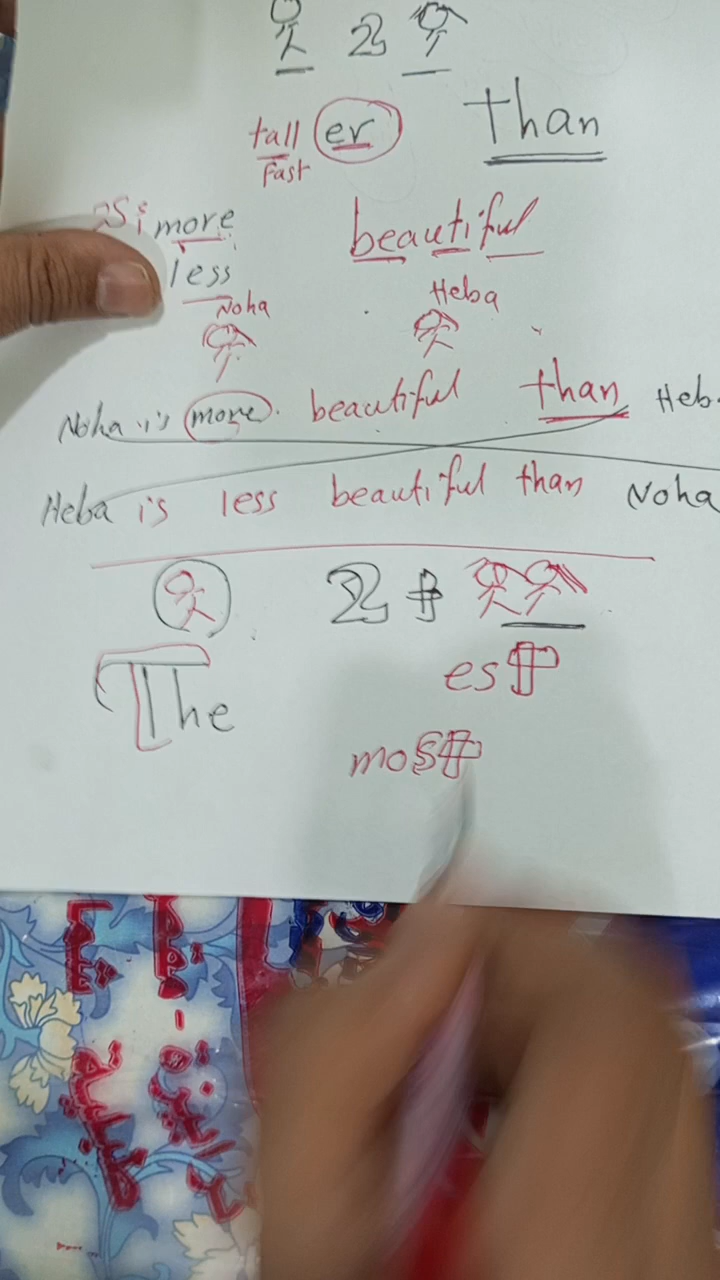 2
tall er than
Fast
more beautiful
less
Noha Heba
Noha is more beautiful than Heb
Heba is less beautiful than Noha
2 +
The est
most